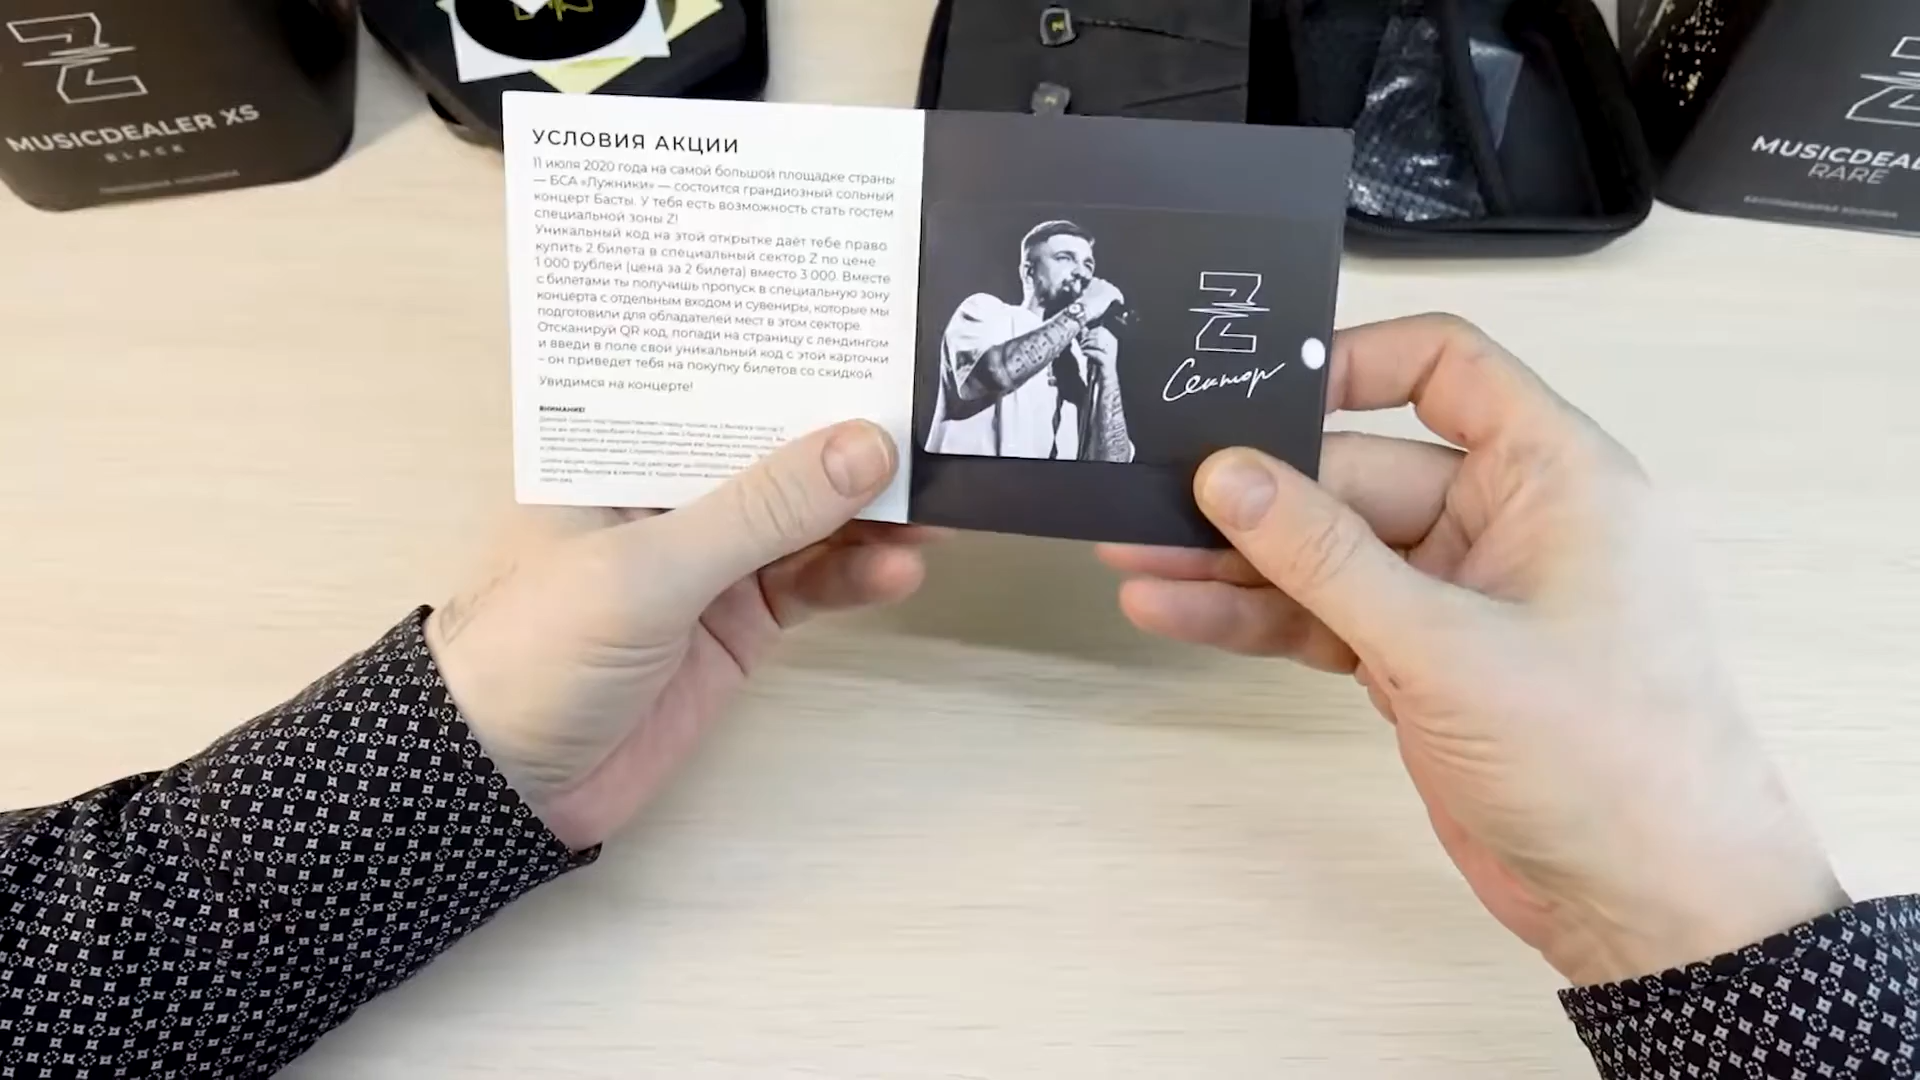 MUSICDEALER XS
BLACK
УСЛОВИЯ АКЦИИ
11 июля 2020 года на самой большой площадке страны
— БСА «Лужники» — состоится грандиозный сольный
концерт Басты. У тебя есть возможность стать гостем
специальной зоны Z!
Уникальный код на этой открытке даёт тебе право
купить 2 билета в специальный сектор Z по цене
1 000 рублей (цена за 2 билета) вместо 3 000. Вместе
с билетами ты получишь пропуск в специальную зону
концерта с отдельным входом и сувениры, которые мы
подготовили для обладателей мест в этом секторе.
Отсканируй QR код, попади на страницу с лендингом
и введи в поле свой уникальный код с этой карточки
– он приведет тебя на покупку билетов со скидкой.
Увидимся на концерте!
ВНИМАНИЕ!
Z
Сектор
MUSICDEAL
RARE